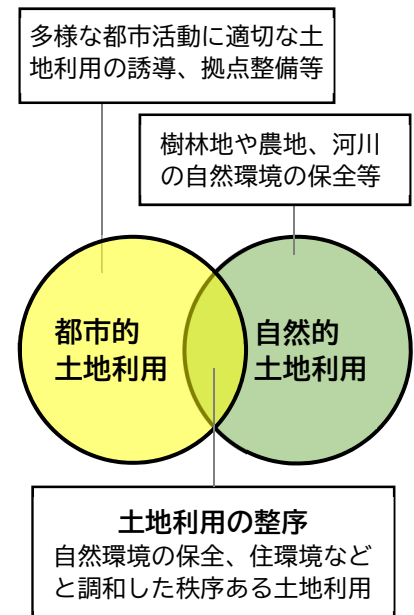 多様な都市活動に適切な土
地利用の誘導、拠点整備等
樹林地や農地、河川
の自然環境の保全等
都市的
土地利用
自然的
土地利用
土地利用の整序
自然環境の保全、住環境など
と調和した秩序ある土地利用